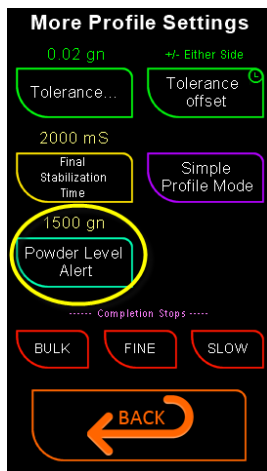 More Profile Settings
0.02 gn
+/- Either Side
Tolerance...
Tolerance
offset
2000 mS
Final
Stabilization
Time
Simple
Profile Mode
1500 gn
Powder Level
Alert
------ Completion Stops -----
BULK
FINE
SLOW
BACK